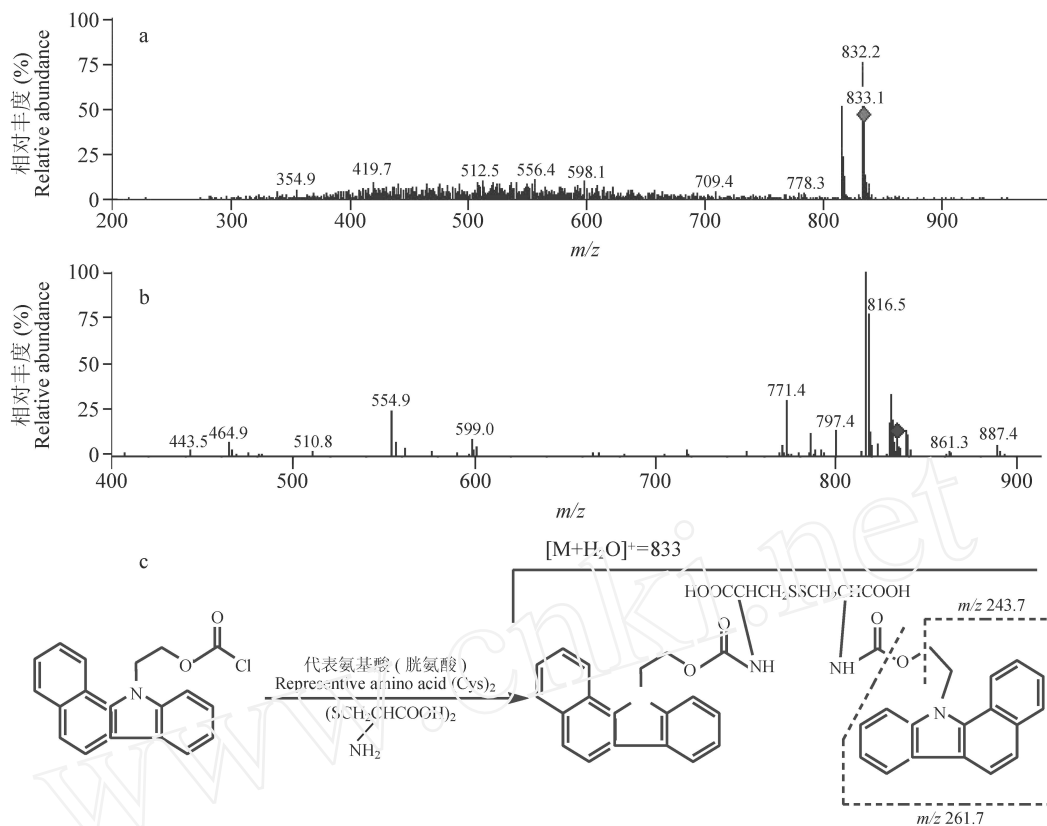 a
100
75
50
25
0
相对丰度 (%)
Relative abundance
832.2
833.1
354.9
419.7
512.5
556.4
598.1
709.4
778.3
200
300
400
500
600
700
800
900
m/z
b
100
75
50
25
0
相对丰度 (%)
Relative abundance
816.5
771.4
554.9
797.4
443.5
464.9
510.8
599.0
861.3
887.4
400
500
600
700
800
900
m/z
c
[M+H₂O]⁺=833
HOOCCHCH₂SSCH₂CHCOOH
m/z 243.7
O
O
O
O
Cl
O
NH
NH
O
代表氨基酸 ( 胱氨酸 )
Representive amino acid (Cys)₂
(SCH₂CHCOOH)₂
NH₂
N
N
m/z 261.7
www.cnki.net